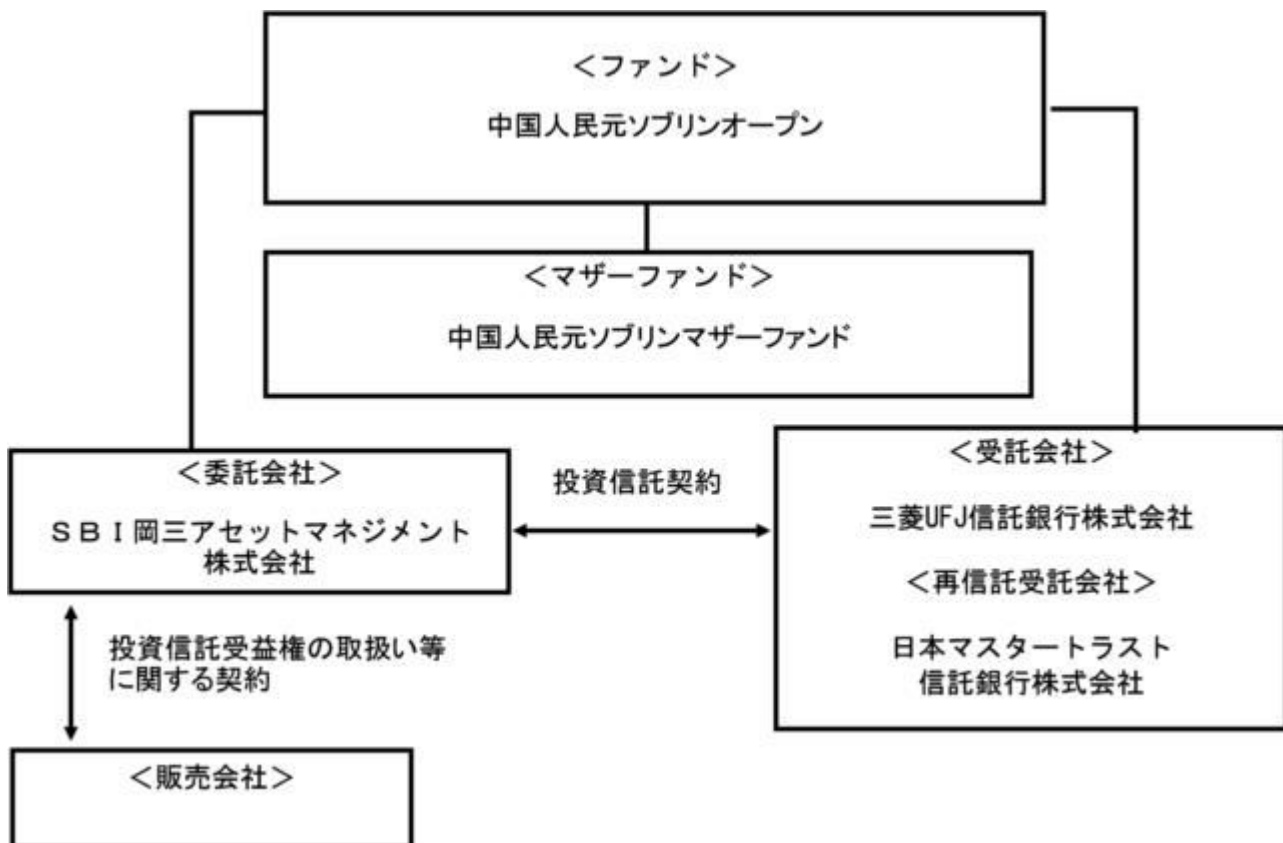 ＜ファンド＞
中国人民元ソブリンオープン
＜マザーファンド＞
中国人民元ソブリンマザーファンド
＜委託会社＞
ＳＢＩ岡三アセットマネジメント
株式会社
投資信託契約
＜受託会社＞
三菱UFJ信託銀行株式会社
＜再信託受託会社＞
日本マスタートラスト
信託銀行株式会社
投資信託受益権の取扱い等
に関する契約
＜販売会社＞